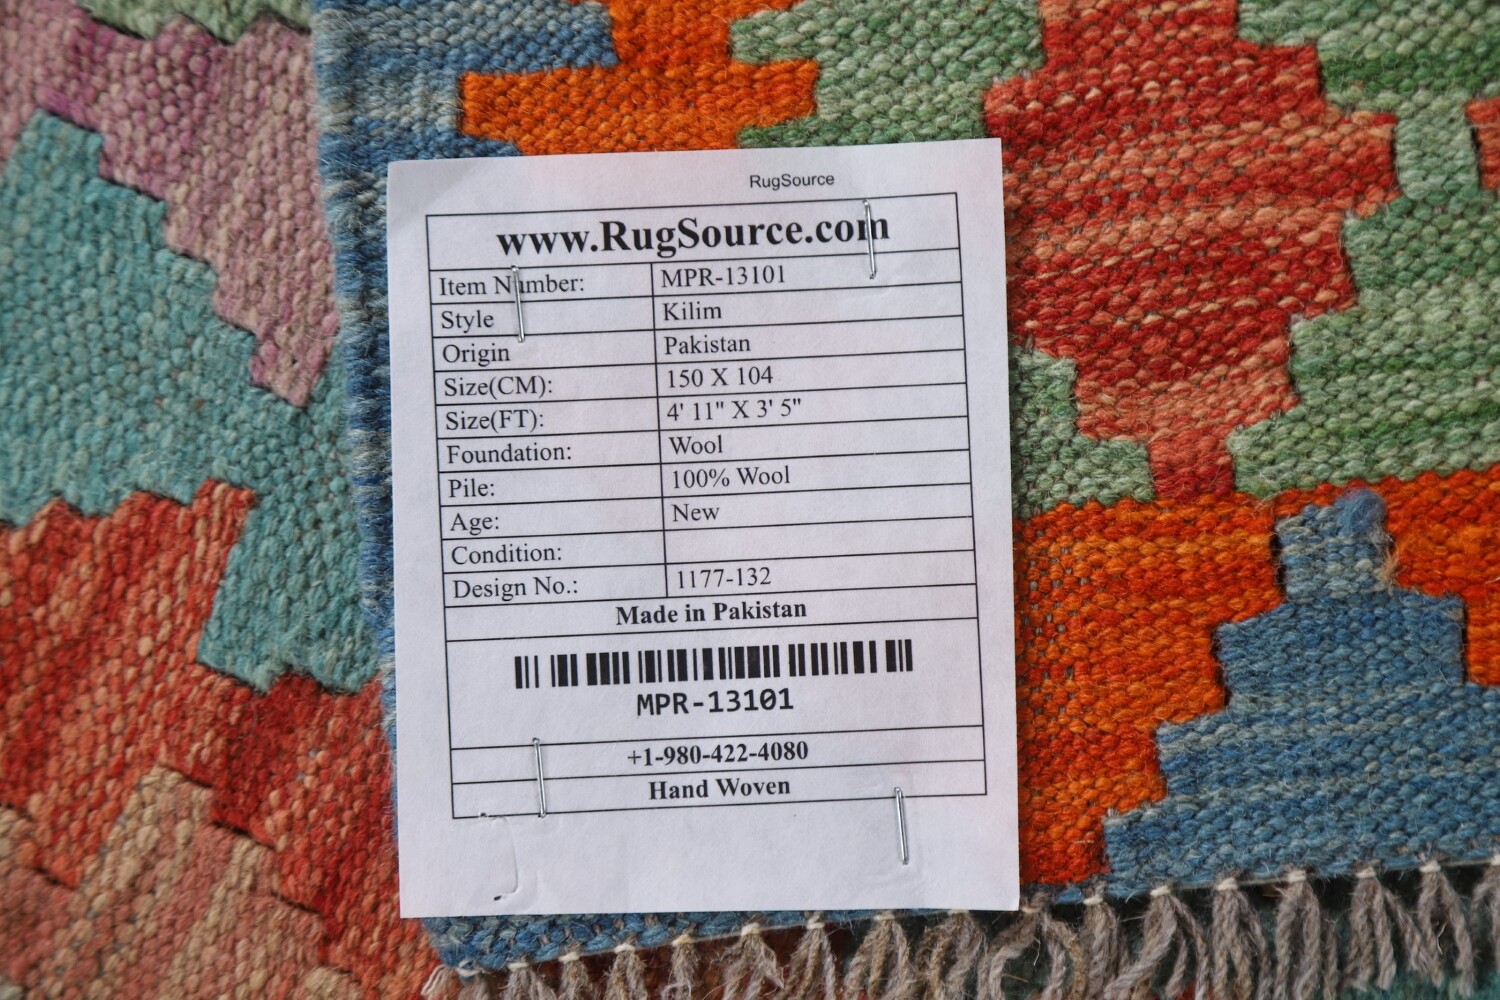 RugSource
www.RugSource.com
Item Number: MPR-13101
Style Kilim
Origin Pakistan
Size(CM): 150 X 104
Size(FT): 4' 11" X 3' 5"
Foundation: Wool
Pile: 100% Wool
Age: New
Condition:
Design No.: 1177-132
Made in Pakistan
MPR-13101
+1-980-422-4080
Hand Woven